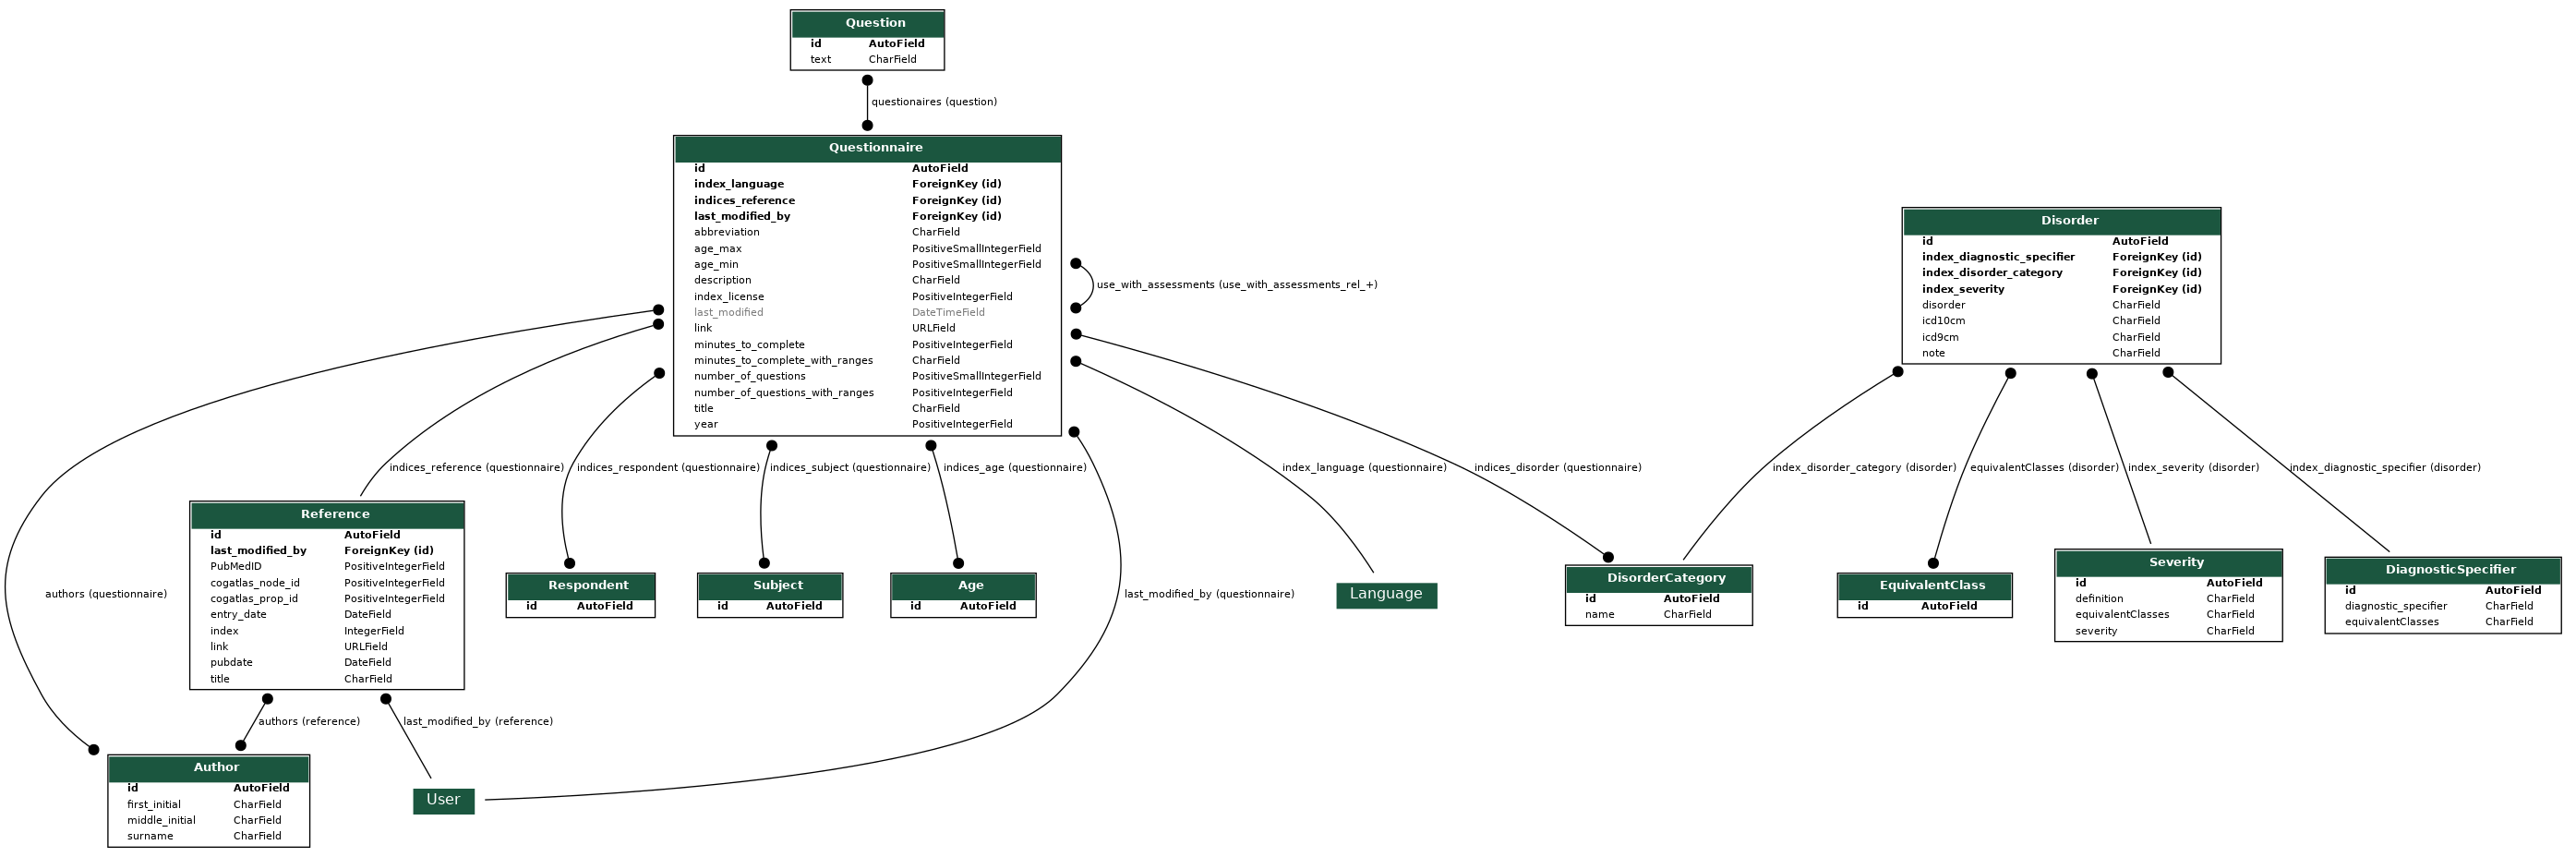 Question
id AutoField
text CharField
questionaires (question)
Questionnaire
id AutoField
index_language ForeignKey (id)
indices_reference ForeignKey (id)
last_modified_by ForeignKey (id)
abbreviation CharField
age_max PositiveSmallIntegerField
age_min PositiveSmallIntegerField
description CharField
index_license PositiveIntegerField
last_modified DateTimeField
link URLField
minutes_to_complete PositiveIntegerField
minutes_to_complete_with_ranges CharField
number_of_questions PositiveSmallIntegerField
number_of_questions_with_ranges PositiveIntegerField
title CharField
year PositiveIntegerField
use_with_assessments (use_with_assessments_rel_+)
Disorder
id AutoField
index_diagnostic_specifier ForeignKey (id)
index_disorder_category ForeignKey (id)
index_severity ForeignKey (id)
disorder CharField
icd10cm CharField
icd9cm CharField
note CharField
indices_reference (questionnaire)
indices_respondent (questionnaire)
indices_subject (questionnaire)
indices_age (questionnaire)
index_language (questionnaire)
indices_disorder (questionnaire)
index_disorder_category (disorder)
equivalentClasses (disorder)
index_severity (disorder)
index_diagnostic_specifier (disorder)
authors (questionnaire)
Reference
id AutoField
last_modified_by ForeignKey (id)
PubMedID PositiveIntegerField
cogatlas_node_id PositiveIntegerField
cogatlas_prop_id PositiveIntegerField
entry_date DateField
index IntegerField
link URLField
pubdate DateField
title CharField
Respondent
id AutoField
Subject
id AutoField
Age
id AutoField
last_modified_by (questionnaire)
Language
DisorderCategory
id AutoField
name CharField
EquivalentClass
id AutoField
Severity
id AutoField
definition CharField
equivalentClasses CharField
severity CharField
DiagnosticSpecifier
id AutoField
diagnostic_specifier CharField
equivalentClasses CharField
authors (reference)
last_modified_by (reference)
Author
id AutoField
first_initial CharField
middle_initial CharField
surname CharField
User